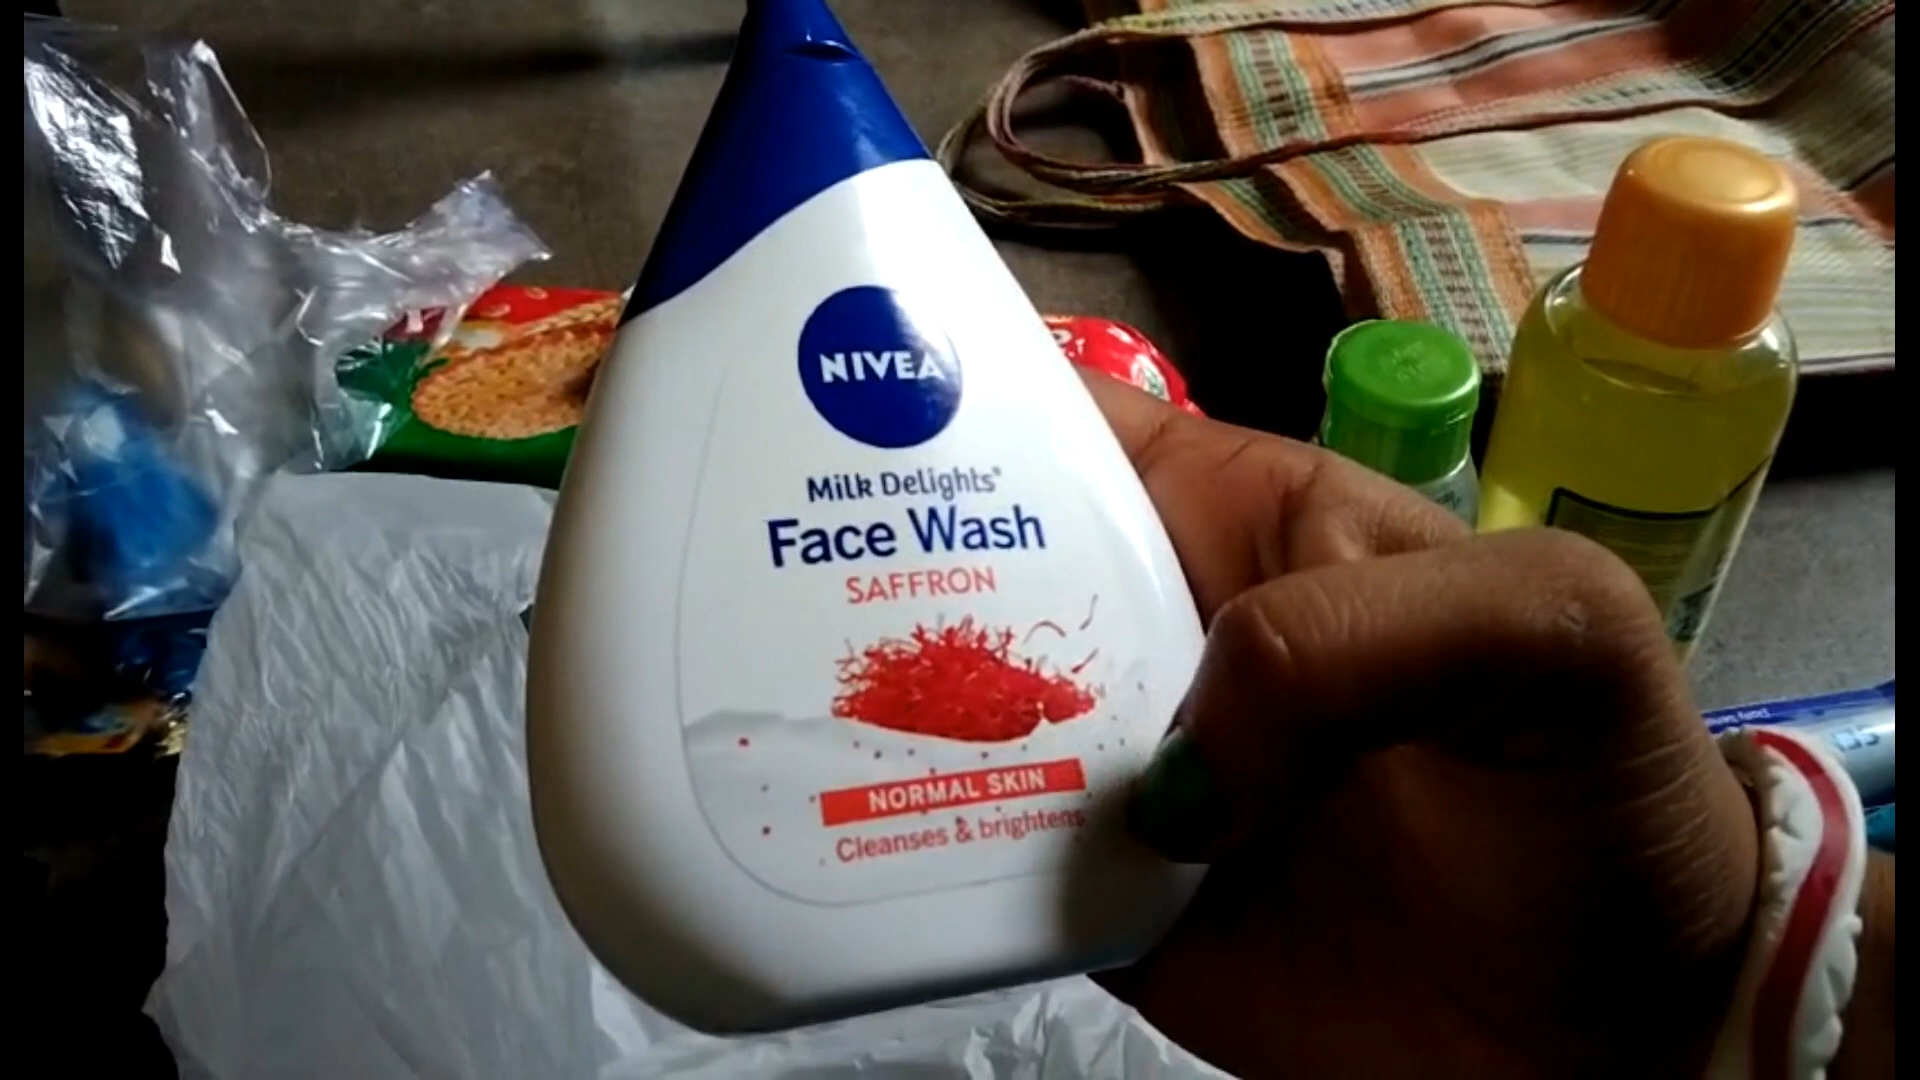 NIVEA
Milk Delights®
Face Wash
SAFFRON
NORMAL SKIN
Cleanses & brightens